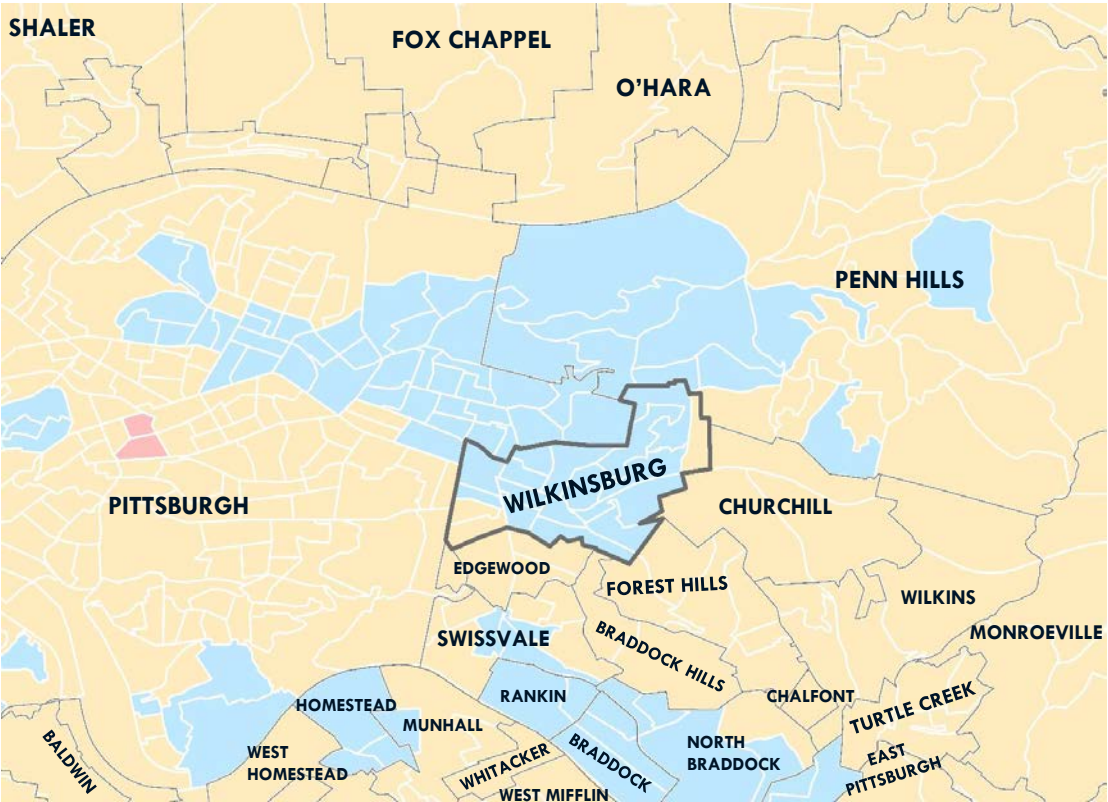 SHALER
FOX CHAPPEL
O'HARA
PENN HILLS
WILKINSBURG
PITTSBURGH
CHURCHILL
EDGEWOOD
FOREST HILLS
WILKINS
SWISSVALE
BRADDOCK HILLS
MONROEVILLE
RANKIN
CHALFONT
TURTLE CREEK
HOMESTEAD
MUNHALL
BALDWIN
WEST
HOMESTEAD
WHITACKER
BRADDOCK
NORTH
BRADDOCK
EAST
PITTSBURGH
WEST MIFFLIN